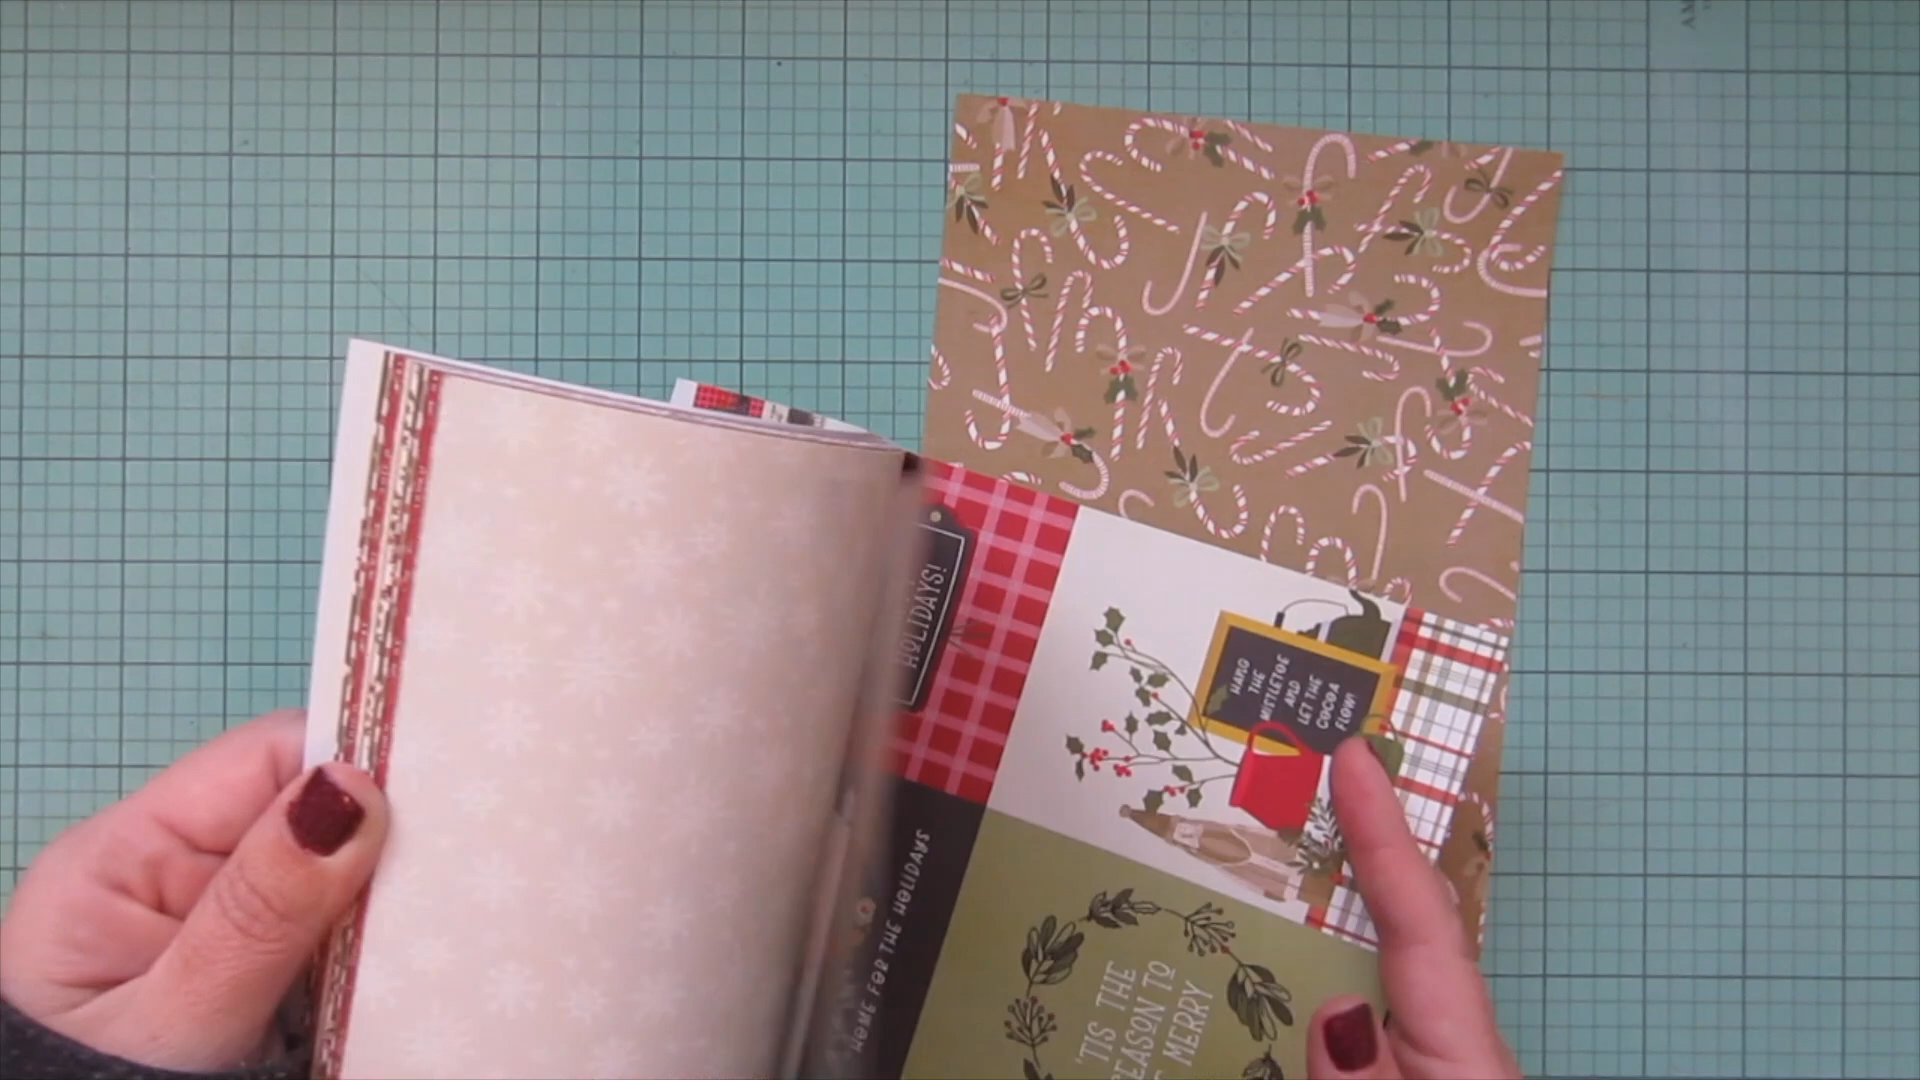 HOLIDAYS!
HANG
THE
MISTLETOE
AND
LET THE
COCOA
FLOW!
HOME FOR THE HOLIDAYS
'TIS THE
SEASON TO
MERRY